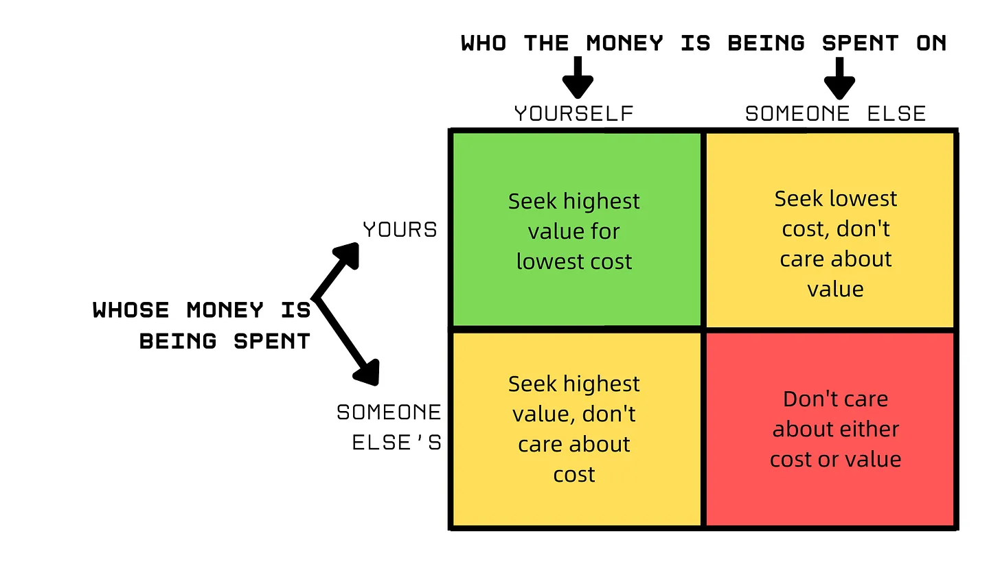 WHO THE MONEY IS BEING SPENT ON
YOURSELF
SOMEONE ELSE
YOURS
Seek highest
value for
lowest cost
Seek lowest
cost, don't
care about
value
WHOSE MONEY IS
BEING SPENT
SOMEONE
ELSE'S
Seek highest
value, don't
care about
cost
Don't care
about either
cost or value